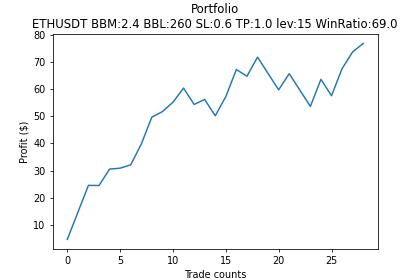 Portfolio
ETHUSDT BBM:2.4 BBL:260 SL:0.6 TP:1.0 lev:15 WinRatio:69.0
80
70
60
50
40
30
20
10
Profit ($)
0 5 10 15 20 25
Trade counts